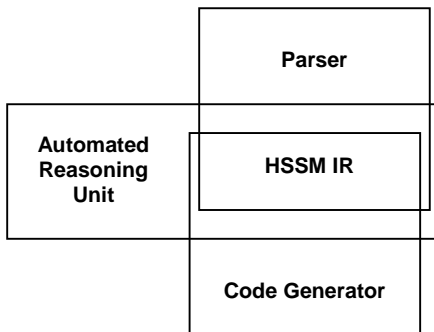 Parser
Automated
Reasoning
Unit
HSSM IR
Code Generator